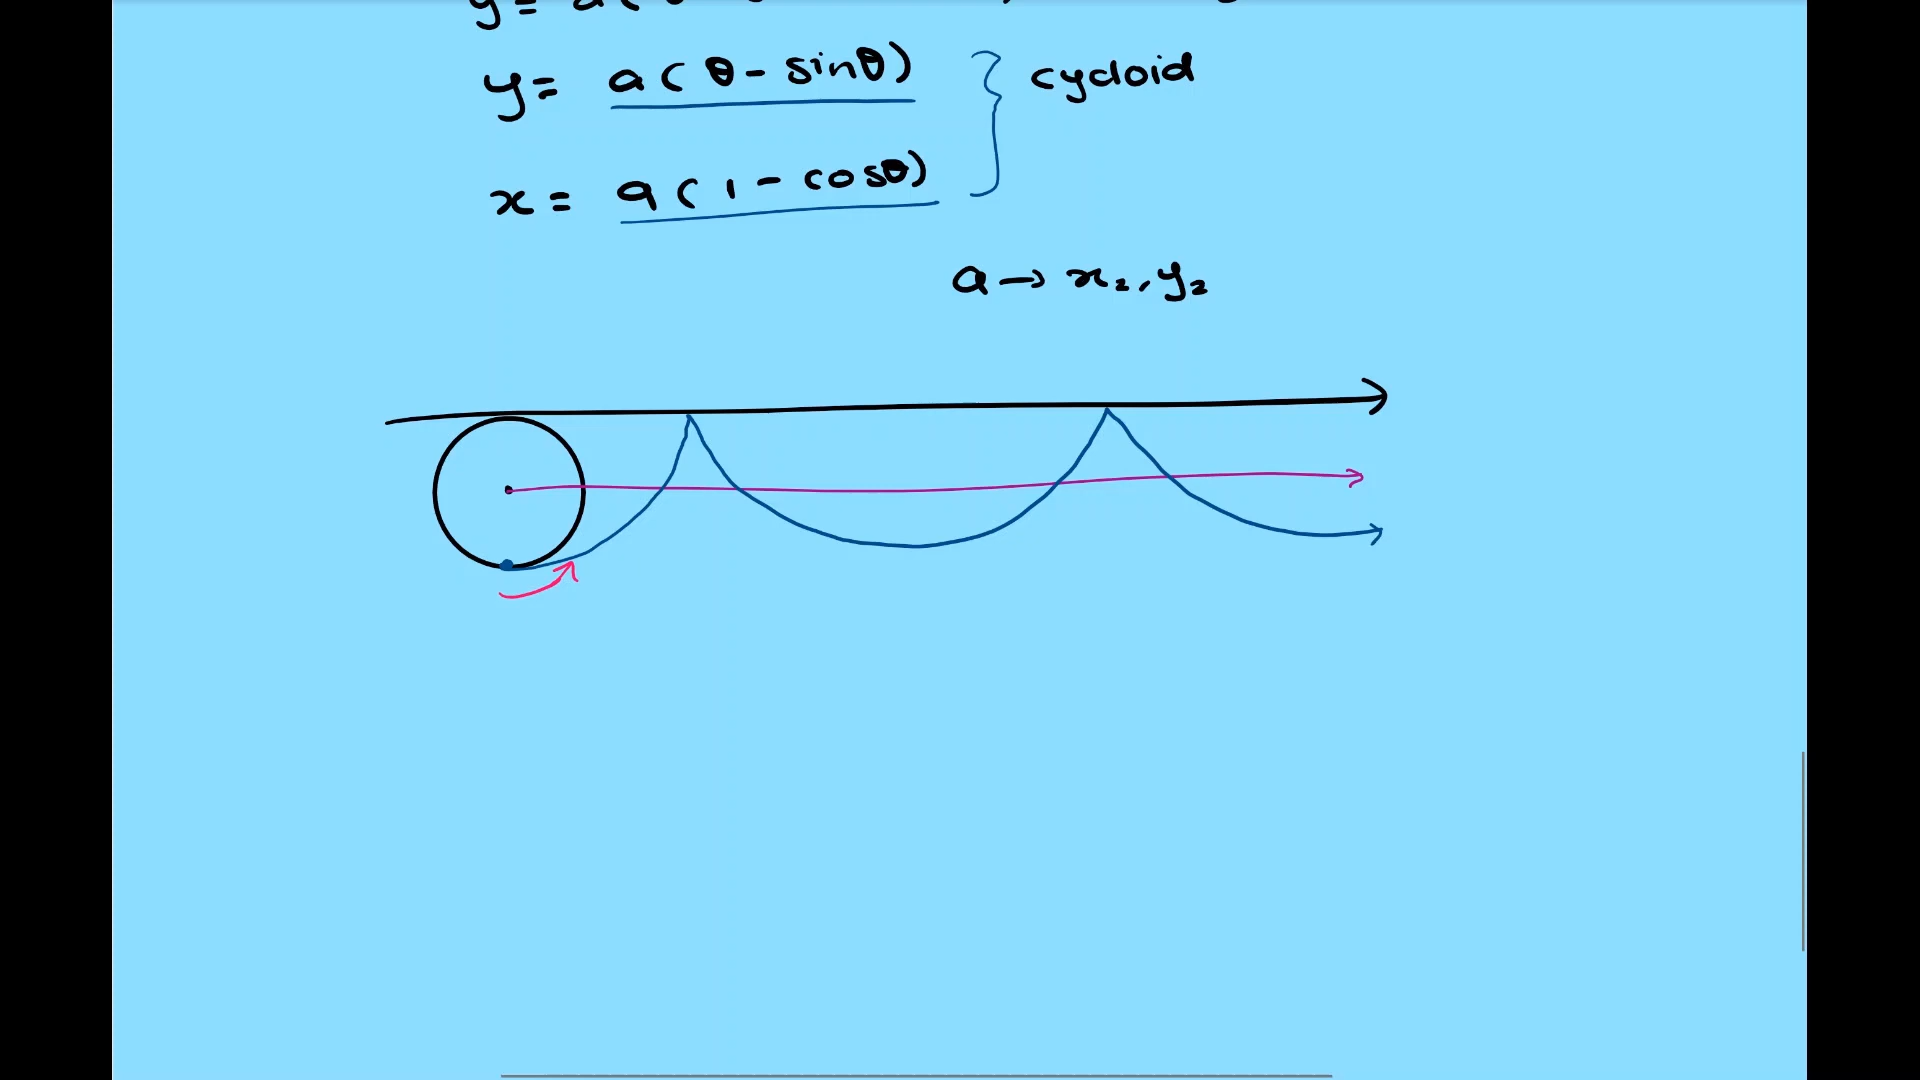 y = a(
y = a(θ - sinθ) } cycloid
x = a(1 - cosθ)
a → x₂, y₂